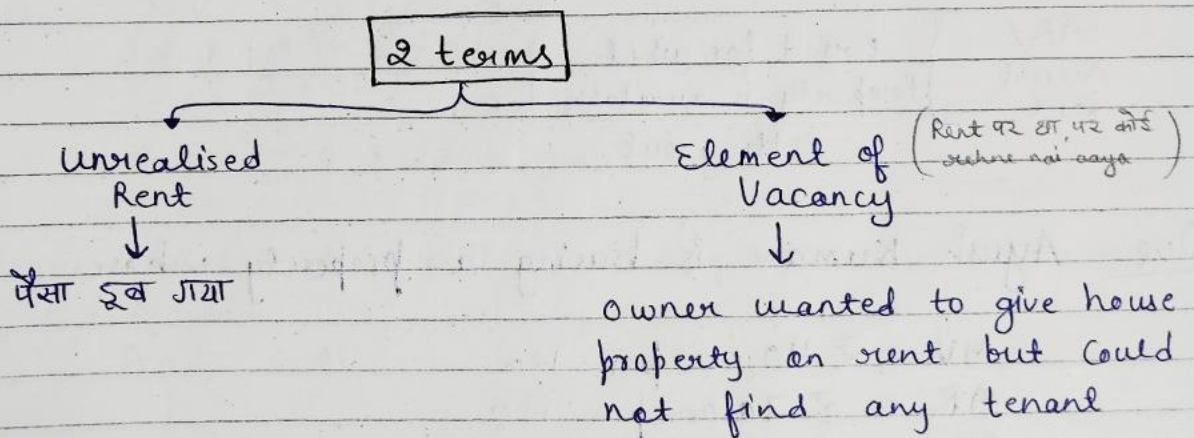 2 terms
Unrealised
Rent
पैसा डूब गया
Element of
Vacancy
(Rent पर था, पर कोई
rehne nai aaya)
Owner wanted to give house
property on rent but could
not find any tenant